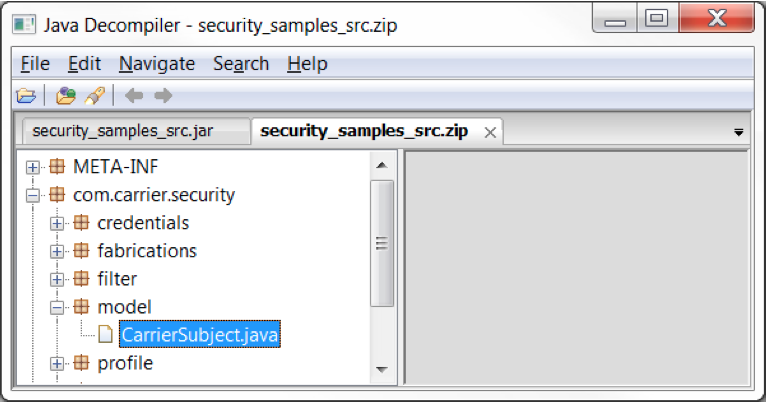 Java Decompiler - security_samples_src.zip
File Edit Navigate Search Help
security_samples_src.jar security_samples_src.zip
META-INF
com.carrier.security
credentials
fabrications
filter
model
CarrierSubject.java
profile